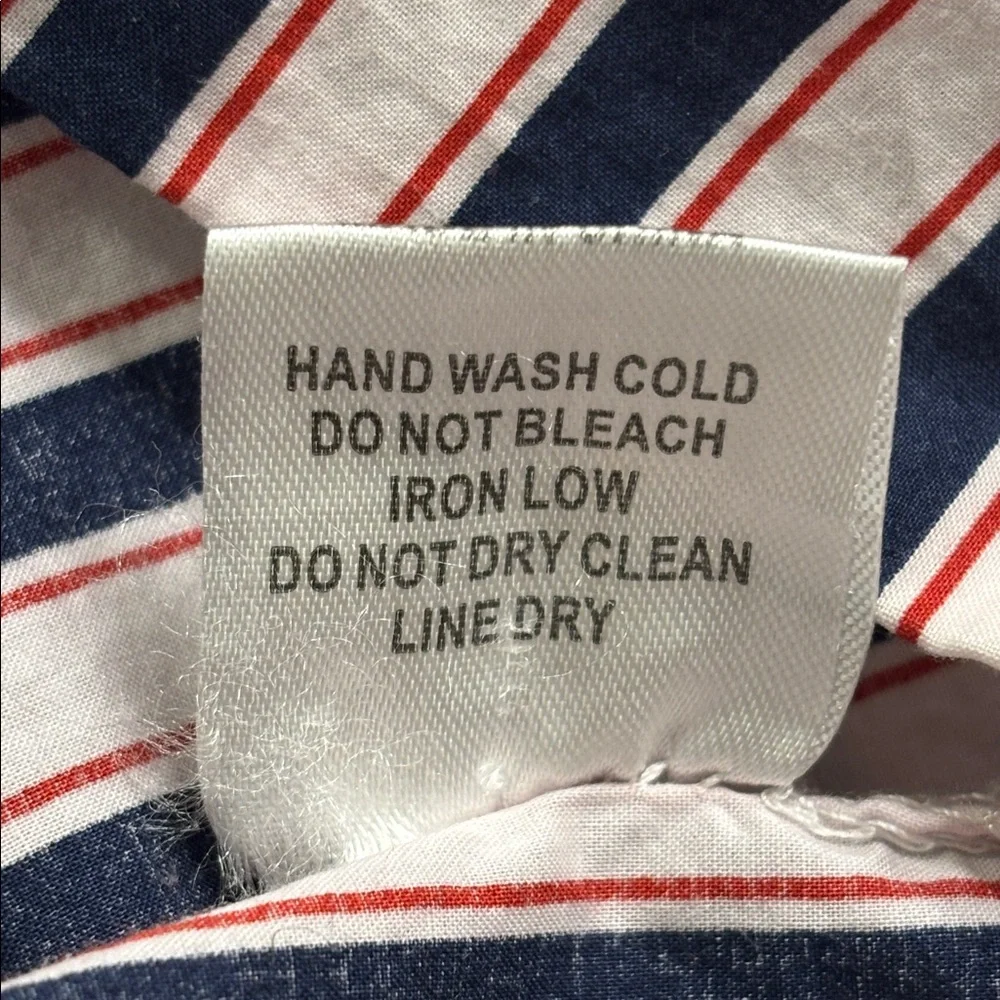 HAND WASH COLD
DO NOT BLEACH
IRON LOW
DO NOT DRY CLEAN
LINE DRY